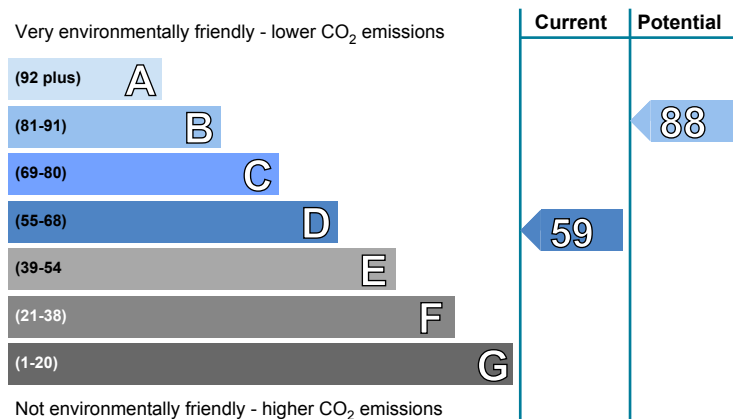 Very environmentally friendly - lower CO₂ emissions
Current
Potential
(92 plus) A
(81-91) B
88
(69-80) C
(55-68) D
59
(39-54 E
(21-38) F
(1-20) G
Not environmentally friendly - higher CO₂ emissions